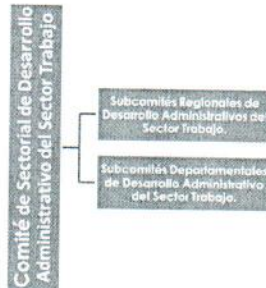 Comité de Sectorial de Desarrollo
Administrativo del Sector Trabajo
Subcomités Regionales de
Desarrollo Administrativos del
Sector Trabajo.
Subcomités Departamentales
de Desarrollo Administrativo
del Sector Trabajo.